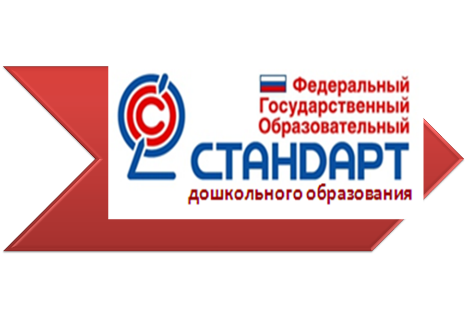 Федеральный
Государственный
Образовательный
СТАНДАРТ
дошкольного образования